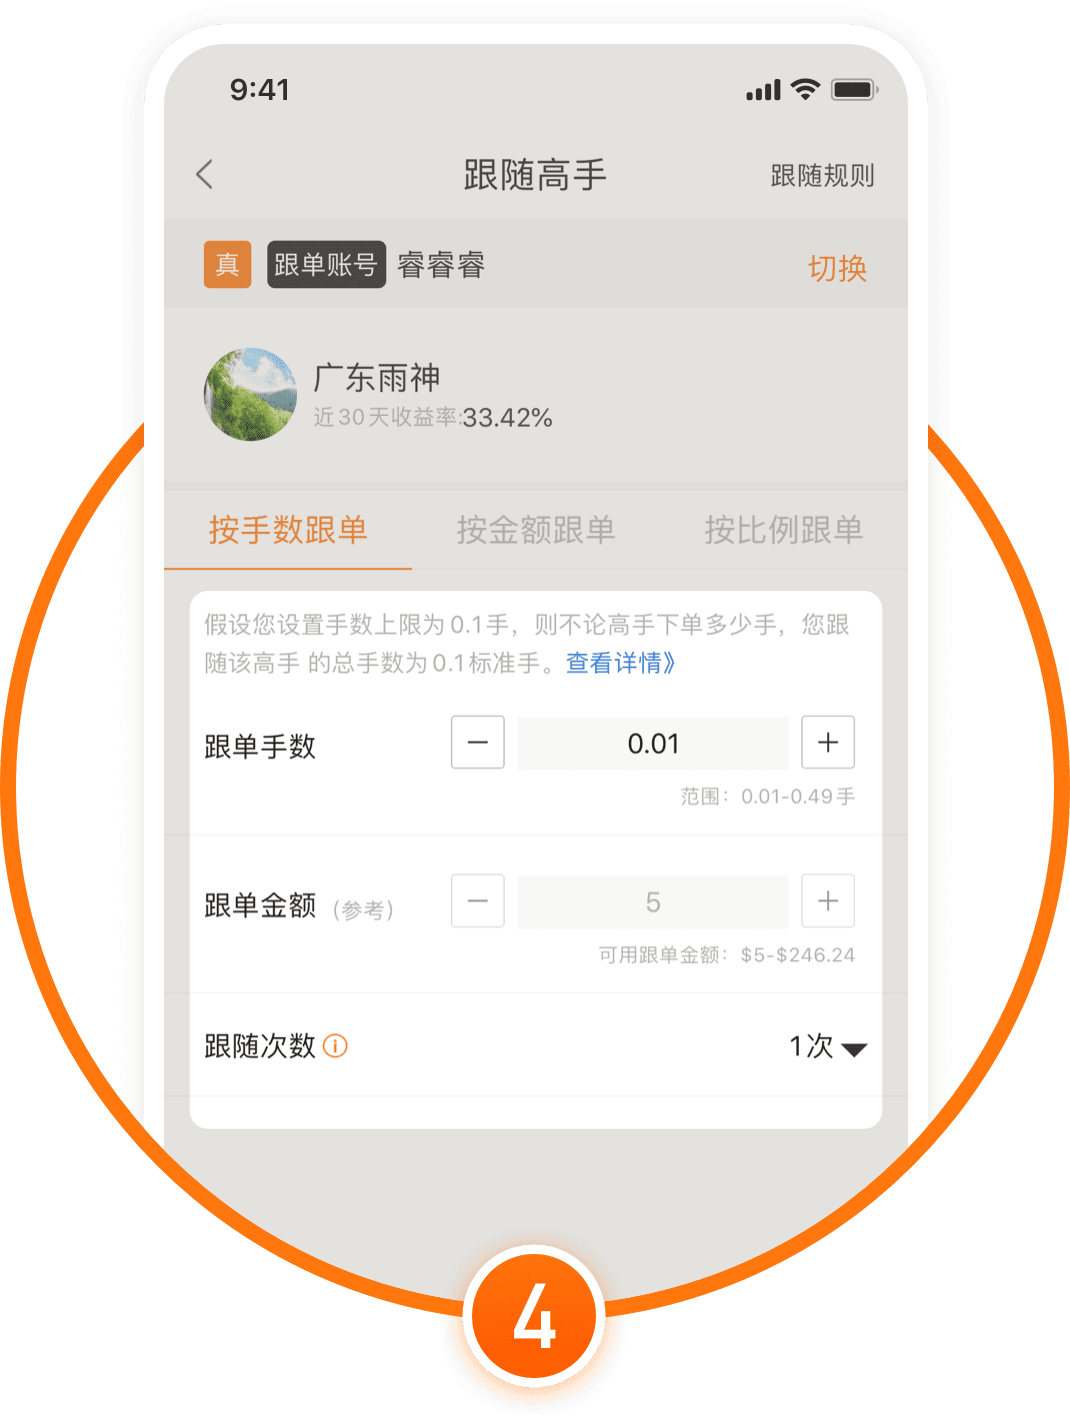 9:41
跟随高手
跟随规则
真 跟单账号 睿睿睿
切换
广东雨神
近30天收益率:33.42%
按手数跟单 按金额跟单 按比例跟单
假设您设置手数上限为0.1手，则不论高手下单多少手，您跟
随该高手 的总手数为0.1标准手。查看详情》
跟单手数 — 0.01 +
范围：0.01-0.49手
跟单金额 (参考) — 5 +
可用跟单金额：$5-$246.24
跟随次数 i 1次
4